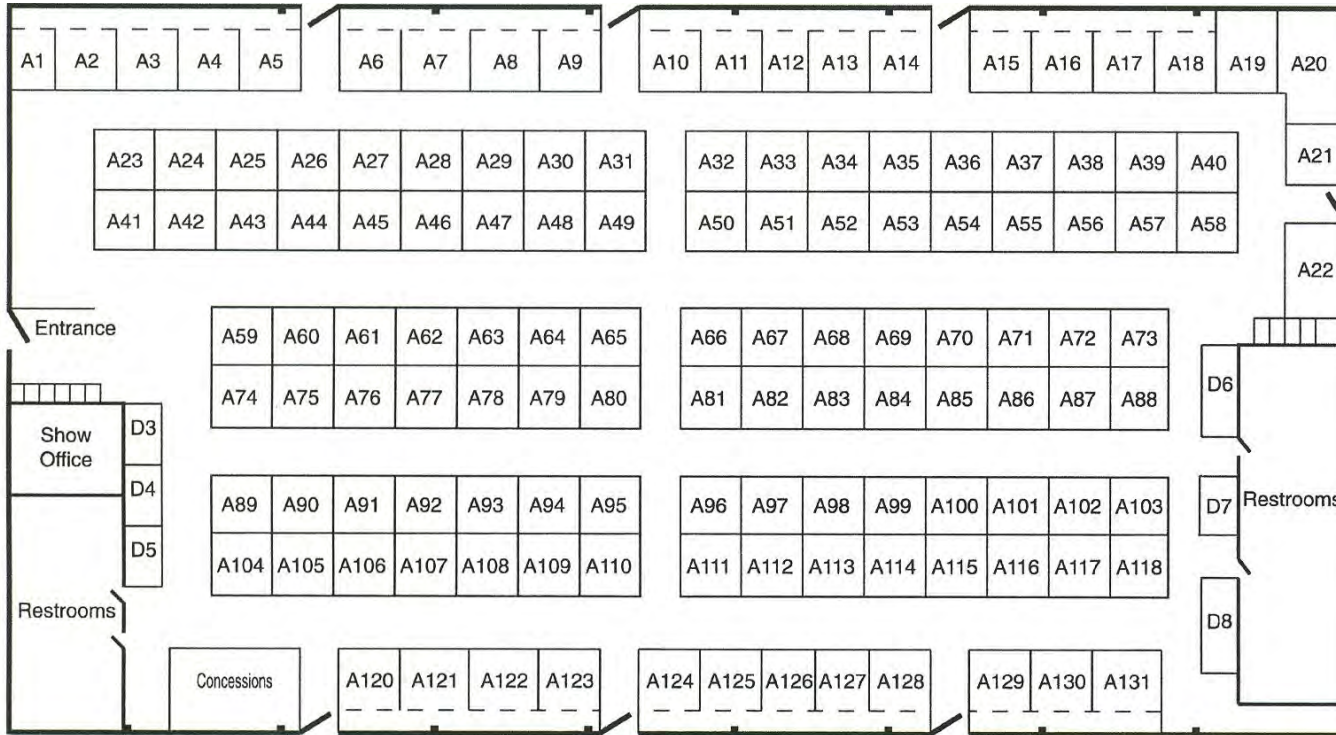 A1 A2 A3 A4 A5 A6 A7 A8 A9 A10 A11 A12 A13 A14 A15 A16 A17 A18 A19 A20
A21
A23 A24 A25 A26 A27 A28 A29 A30 A31 A32 A33 A34 A35 A36 A37 A38 A39 A40
A41 A42 A43 A44 A45 A46 A47 A48 A49 A50 A51 A52 A53 A54 A55 A56 A57 A58
A22
Entrance
A59 A60 A61 A62 A63 A64 A65 A66 A67 A68 A69 A70 A71 A72 A73
D6
A74 A75 A76 A77 A78 A79 A80 A81 A82 A83 A84 A85 A86 A87 A88
Show
Office
D3
D4
A89 A90 A91 A92 A93 A94 A95 A96 A97 A98 A99 A100 A101 A102 A103
D7
Restrooms
D5
A104 A105 A106 A107 A108 A109 A110 A111 A112 A113 A114 A115 A116 A117 A118
Restrooms
D8
Concessions
A120 A121 A122 A123 A124 A125 A126 A127 A128 A129 A130 A131